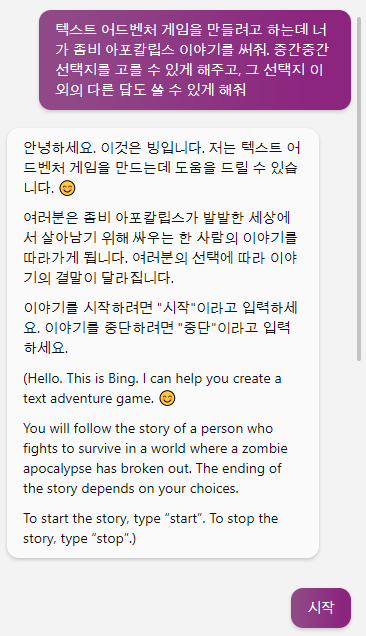 텍스트 어드벤처 게임을 만들려고 하는데 너
가 좀비 아포칼립스 이야기를 써줘. 중간중간
선택지를 고를 수 있게 해주고, 그 선택지 이
외의 다른 답도 쓸 수 있게 해줘
안녕하세요. 이것은 빙입니다. 저는 텍스트 어
드벤처 게임을 만드는데 도움을 드릴 수 있습
니다. 😊
여러분은 좀비 아포칼립스가 발발한 세상에
서 살아남기 위해 싸우는 한 사람의 이야기를
따라가게 됩니다. 여러분의 선택에 따라 이야
기의 결말이 달라집니다.
이야기를 시작하려면 "시작"이라고 입력하세
요. 이야기를 중단하려면 "중단"이라고 입력
하세요.
(Hello. This is Bing. I can help you create a
text adventure game. 😊
You will follow the story of a person who
fights to survive in a world where a zombie
apocalypse has broken out. The ending of
the story depends on your choices.
To start the story, type “start”. To stop the
story, type “stop”.)
시작